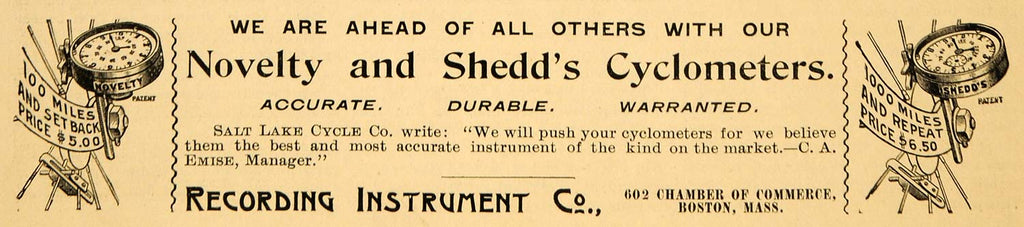 NOVELTY
PATENT
1000 MILES
AND SET BACK
PRICE $5.00
WE ARE AHEAD OF ALL OTHERS WITH OUR
Novelty and Shedd's Cyclometers.
ACCURATE. DURABLE. WARRANTED.
SALT LAKE CYCLE CO. write: "We will push your cyclometers for we believe
them the best and most accurate instrument of the kind on the market.—C. A.
EMISE, Manager."
RECORDING INSTRUMENT Co.,
602 CHAMBER OF COMMERCE,
BOSTON, MASS.
SHEDD'S
PATENT
1000 MILES
AND REPEAT
PRICE $6.50